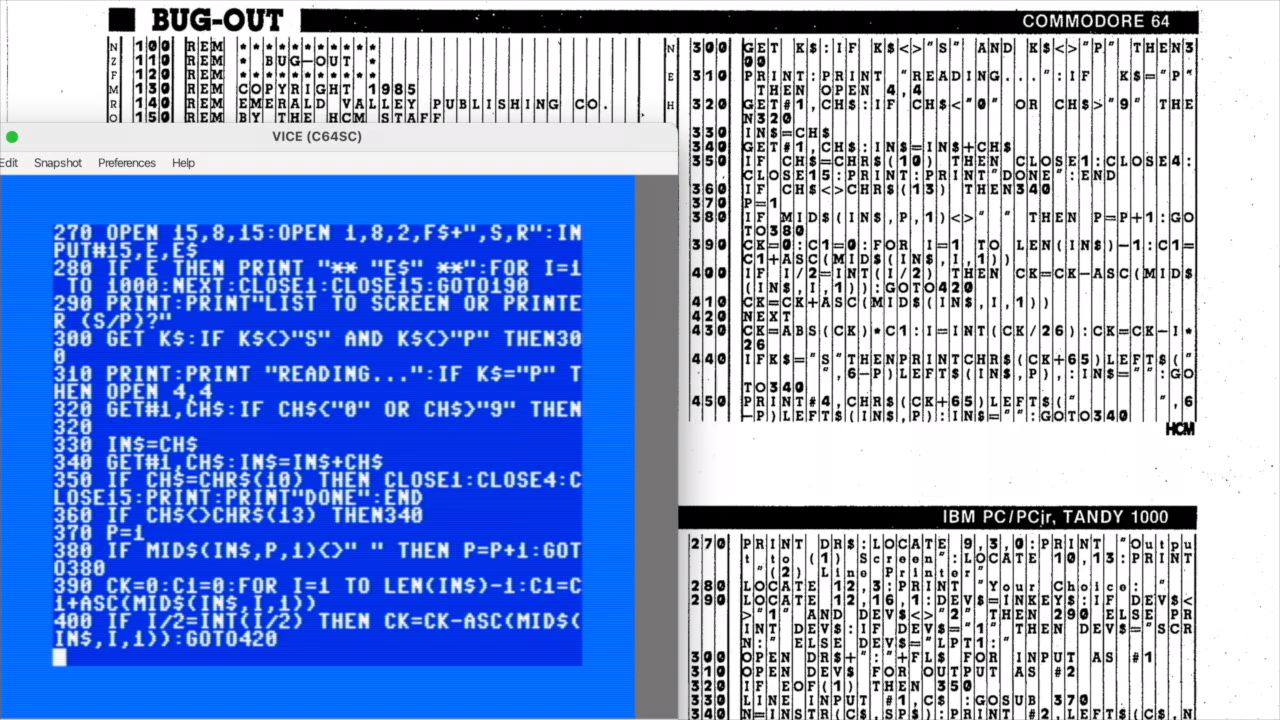 BUG-OUT
COMMODORE 64
N 100 REM **********
Z 110 REM * BUG-OUT *
F 120 REM **********
M 130 REM COPYRIGHT 1985
R 140 REM EMERALD VALLEY PUBLISHING CO.
O 150 REM BY THE HCM STAFF
VICE (C64SC)
Edit Snapshot Preferences Help
270 OPEN 15,8,15:OPEN 1,8,2,F$+",S,R":IN
PUT#15,E,E$
280 IF E THEN PRINT "** "E$" **":FOR I=1
TO 1000:NEXT:CLOSE1:CLOSE15:GOTO190
290 PRINT:PRINT"LIST TO SCREEN OR PRINTE
R (S/P)?"
300 GET K$:IF K$<>"S" AND K$<>"P" THEN30
0
310 PRINT:PRINT "READING...":IF K$="P" T
HEN OPEN 4,4
320 GET#1,CH$:IF CH$<"0" OR CH$>"9" THEN
320
330 IN$=CH$
340 GET#1,CH$:IN$=IN$+CH$
350 IF CH$=CHR$(10) THEN CLOSE1:CLOSE4:C
LOSE15:PRINT:PRINT"DONE":END
360 IF CH$<>CHR$(13) THEN340
370 P=1
380 IF MID$(IN$,P,1)<>" " THEN P=P+1:GOT
O380
390 CK=0:C1=0:FOR I=1 TO LEN(IN$)-1:C1=C
1+ASC(MID$(IN$,I,1))
400 IF I/2=INT(I/2) THEN CK=CK-ASC(MID$(
IN$,I,1)):GOTO420
N 300 GET K$:IF K$<>"S" AND K$<>"P" THEN3
00
E 310 PRINT:PRINT "READING...":IF K$="P"
THEN OPEN 4,4
H 320 GET#1,CH$:IF CH$<"0" OR CH$>"9" THE
N320
330 IN$=CH$
340 GET#1,CH$:IN$=IN$+CH$
350 IF CH$=CHR$(10) THEN CLOSE1:CLOSE4:
CLOSE15:PRINT:PRINT"DONE":END
360 IF CH$<>CHR$(13) THEN340
370 P=1
380 IF MID$(IN$,P,1)<>" " THEN P=P+1:GO
TO380
390 CK=0:C1=0:FOR I=1 TO LEN(IN$)-1:C1=
C1+ASC(MID$(IN$,I,1))
400 IF I/2=INT(I/2) THEN CK=CK-ASC(MID$
(IN$,I,1)):GOTO420
410 CK=CK+ASC(MID$(IN$,I,1))
420 NEXT
430 CK=ABS(CK)*C1:I=INT(CK/26):CK=CK-I*
26
440 IFK$="S"THENPRINTCHR$(CK+65)LEFT$("
",6-P)LEFT$(IN$,P),:IN$="":GO
TO340
450 PRINT#4,CHR$(CK+65)LEFT$(" ",6
-P)LEFT$(IN$,P),:IN$="":GOTO340
HCM
IBM PC/PCjr, TANDY 1000
270 PRINT DR$:LOCATE 9,3,0:PRINT "Outpu
t to (1) Screen":LOCATE 10,13:PRINT
"(2) Line Printer"
280 LOCATE 12,3:PRINT "Your Choice: "
290 LOCATE 12,16,1:DEV$=INKEY$:IF DEV$<
>"1" AND DEV$<>"2" THEN 290 ELSE PR
INT DEV$:IF DEV$="1" THEN DEV$="SCR
N:" ELSE DEV$="LPT1:"
300 OPEN DR$+":"+FL$ FOR INPUT AS #1
310 OPEN DEV$ FOR OUTPUT AS #2
320 IF EOF(1) THEN 350
330 LINE INPUT #1,C$ :GOSUB 370
340 N=INSTR(C$,SP$):PRINT #2,LEFT$(C$,N